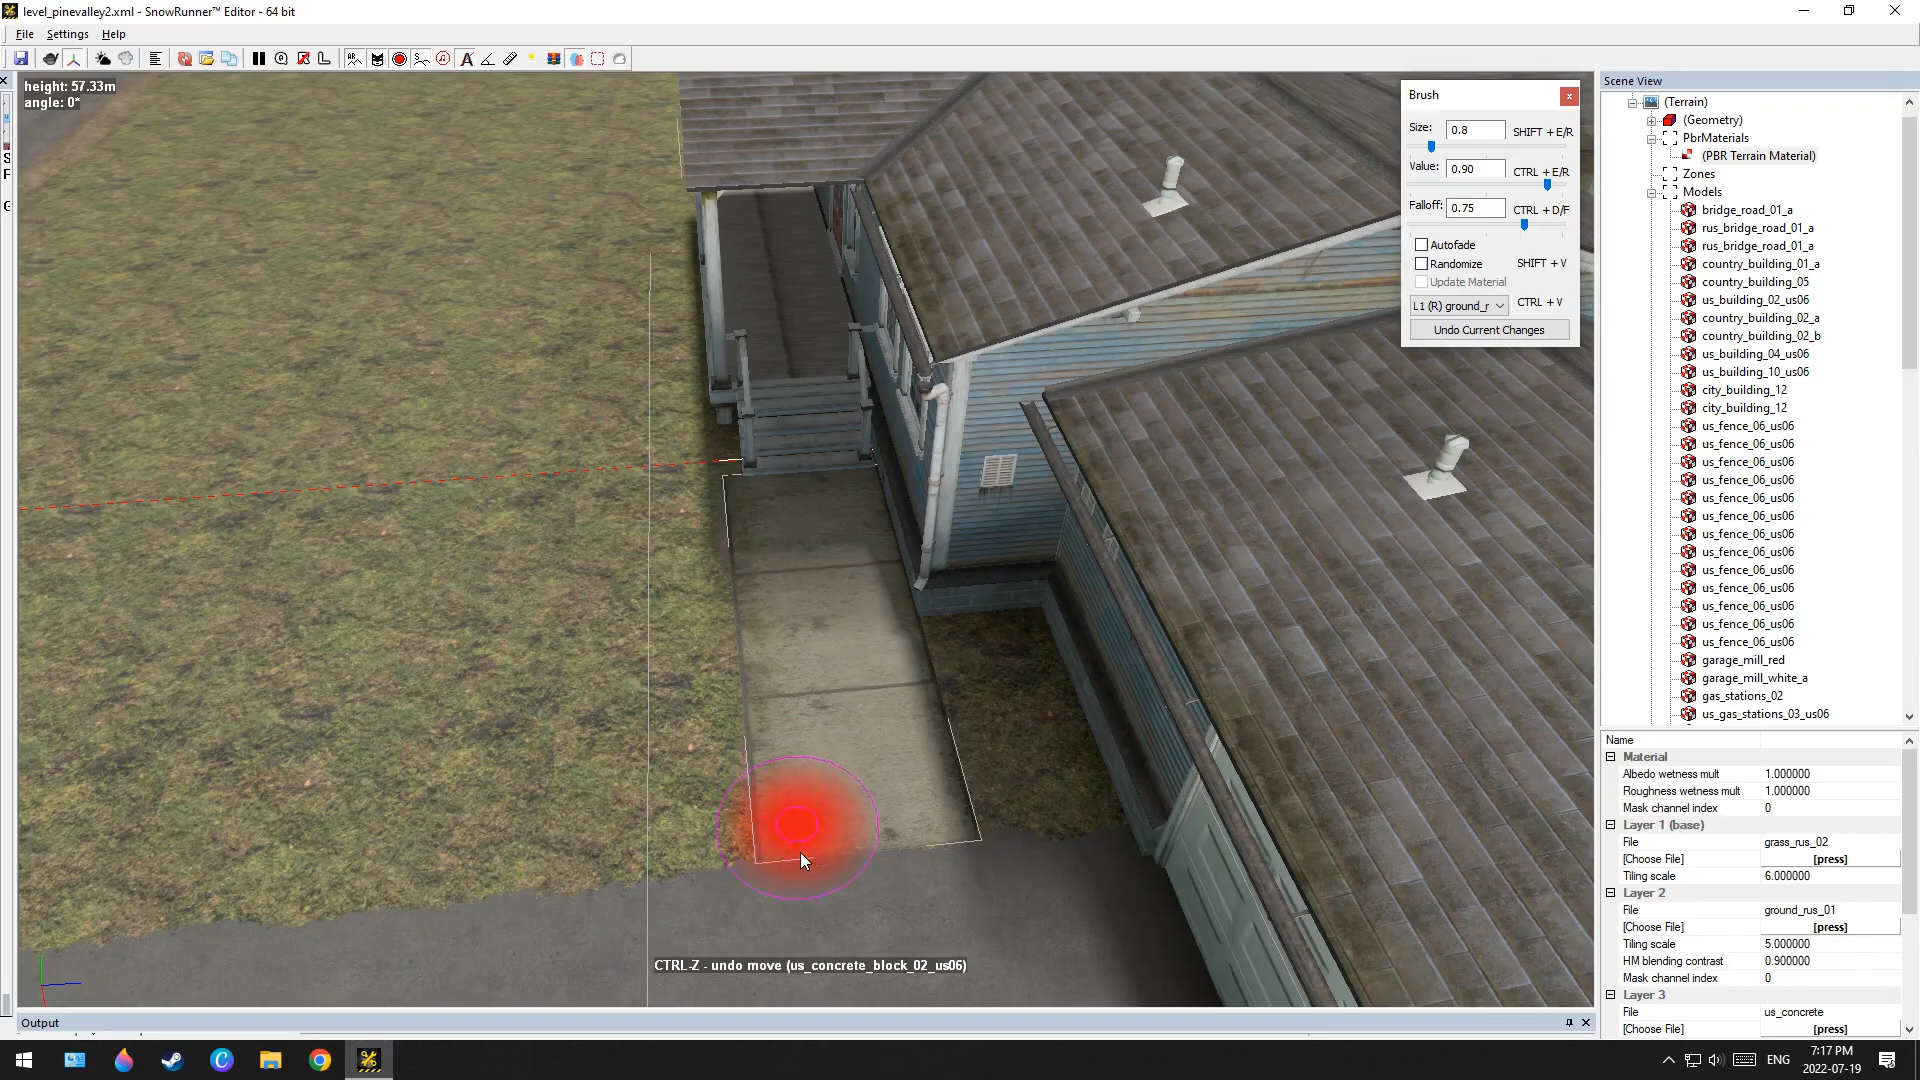 level_pinevalley2.xml - SnowRunner™ Editor - 64 bit
File Settings Help
height: 57.33m
angle: 0*
Brush
x
Size: 0.8 SHIFT + E/R
Value: 0.90 CTRL + E/R
Falloff: 0.75 CTRL + D/F
Autofade
Randomize SHIFT + V
Update Material
L1 (R) ground_r CTRL + V
Undo Current Changes
CTRL-Z - undo move (us_concrete_block_02_us06)
Output
Scene View
(Terrain)
(Geometry)
PbrMaterials
(PBR Terrain Material)
Zones
Models
bridge_road_01_a
rus_bridge_road_01_a
rus_bridge_road_01_a
country_building_01_a
country_building_05
us_building_02_us06
country_building_02_a
country_building_02_b
us_building_04_us06
us_building_10_us06
city_building_12
city_building_12
us_fence_06_us06
us_fence_06_us06
us_fence_06_us06
us_fence_06_us06
us_fence_06_us06
us_fence_06_us06
us_fence_06_us06
us_fence_06_us06
us_fence_06_us06
us_fence_06_us06
us_fence_06_us06
us_fence_06_us06
us_fence_06_us06
garage_mill_red
garage_mill_white_a
gas_stations_02
us_gas_stations_03_us06
Name
Material
Albedo wetness mult 1.000000
Roughness wetness mult 1.000000
Mask channel index 0
Layer 1 (base)
File grass_rus_02
[Choose File] [press]
Tiling scale 6.000000
Layer 2
File ground_rus_01
[Choose File] [press]
Tiling scale 5.000000
HM blending contrast 0.900000
Mask channel index 0
Layer 3
File us_concrete
[Choose File] [press]
ENG
7:17 PM
2022-07-19